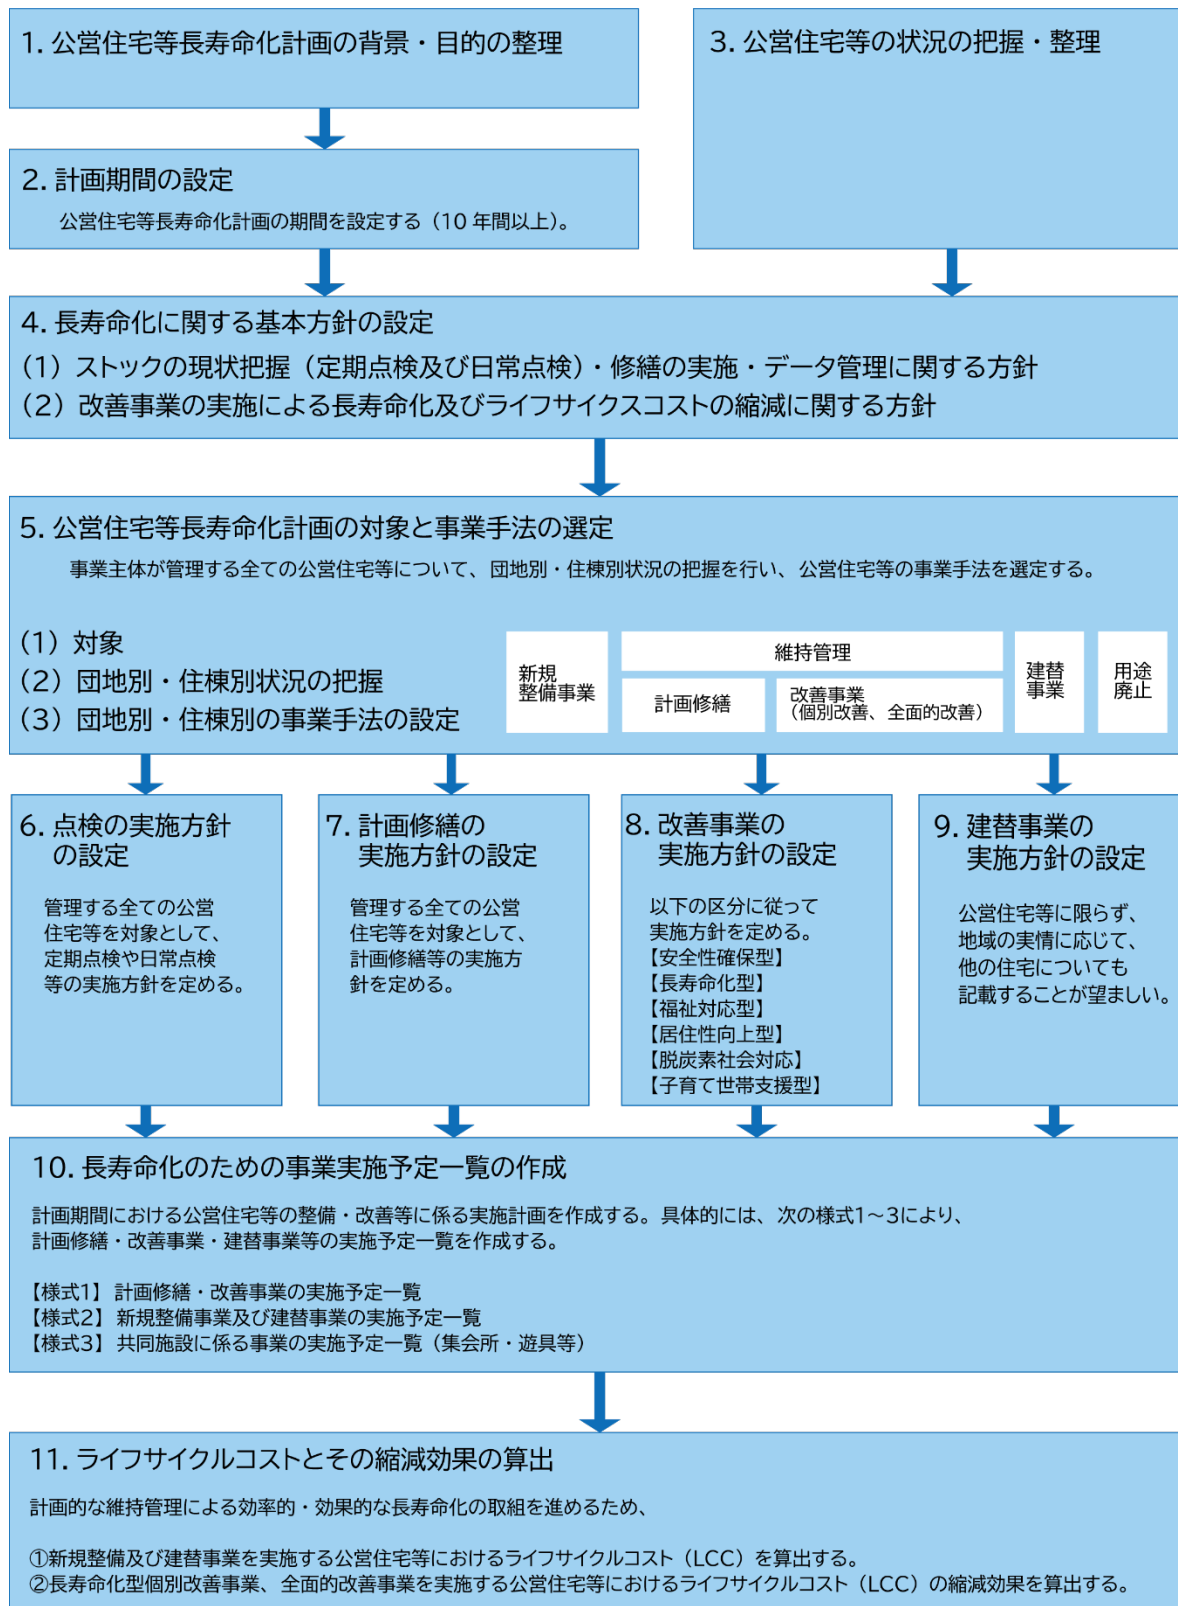 1. 公営住宅等長寿命化計画の背景・目的の整理
3. 公営住宅等の状況の把握・整理
2. 計画期間の設定
公営住宅等長寿命化計画の期間を設定する（10 年間以上）。
4. 長寿命化に関する基本方針の設定
（1）ストックの現状把握（定期点検及び日常点検）・修繕の実施・データ管理に関する方針
（2）改善事業の実施による長寿命化及びライフサイクスコストの縮減に関する方針
5. 公営住宅等長寿命化計画の対象と事業手法の選定
事業主体が管理する全ての公営住宅等について、団地別・住棟別状況の把握を行い、公営住宅等の事業手法を選定する。
（1）対象
（2）団地別・住棟別状況の把握
（3）団地別・住棟別の事業手法の設定
新規
整備事業
維持管理
計画修繕
改善事業
（個別改善、全面的改善）
建替
事業
用途
廃止
6. 点検の実施方針
の設定
管理する全ての公営
住宅等を対象として、
定期点検や日常点検
等の実施方針を定める。
7. 計画修繕の
実施方針の設定
管理する全ての公営
住宅等を対象として、
計画修繕等の実施方
針を定める。
8. 改善事業の
実施方針の設定
以下の区分に従って
実施方針を定める。
【安全性確保型】
【長寿命化型】
【福祉対応型】
【居住性向上型】
【脱炭素社会対応】
【子育て世帯支援型】
9. 建替事業の
実施方針の設定
公営住宅等に限らず、
地域の実情に応じて、
他の住宅についても
記載することが望ましい。
10. 長寿命化のための事業実施予定一覧の作成
計画期間における公営住宅等の整備・改善等に係る実施計画を作成する。具体的には、次の様式1～3により、
計画修繕・改善事業・建替事業等の実施予定一覧を作成する。
【様式1】 計画修繕・改善事業の実施予定一覧
【様式2】 新規整備事業及び建替事業の実施予定一覧
【様式3】 共同施設に係る事業の実施予定一覧（集会所・遊具等）
11. ライフサイクルコストとその縮減効果の算出
計画的な維持管理による効率的・効果的な長寿命化の取組を進めるため、
①新規整備及び建替事業を実施する公営住宅等におけるライフサイクルコスト（LCC）を算出する。
②長寿命化型個別改善事業、全面的改善事業を実施する公営住宅等におけるライフサイクルコスト（LCC）の縮減効果を算出する。